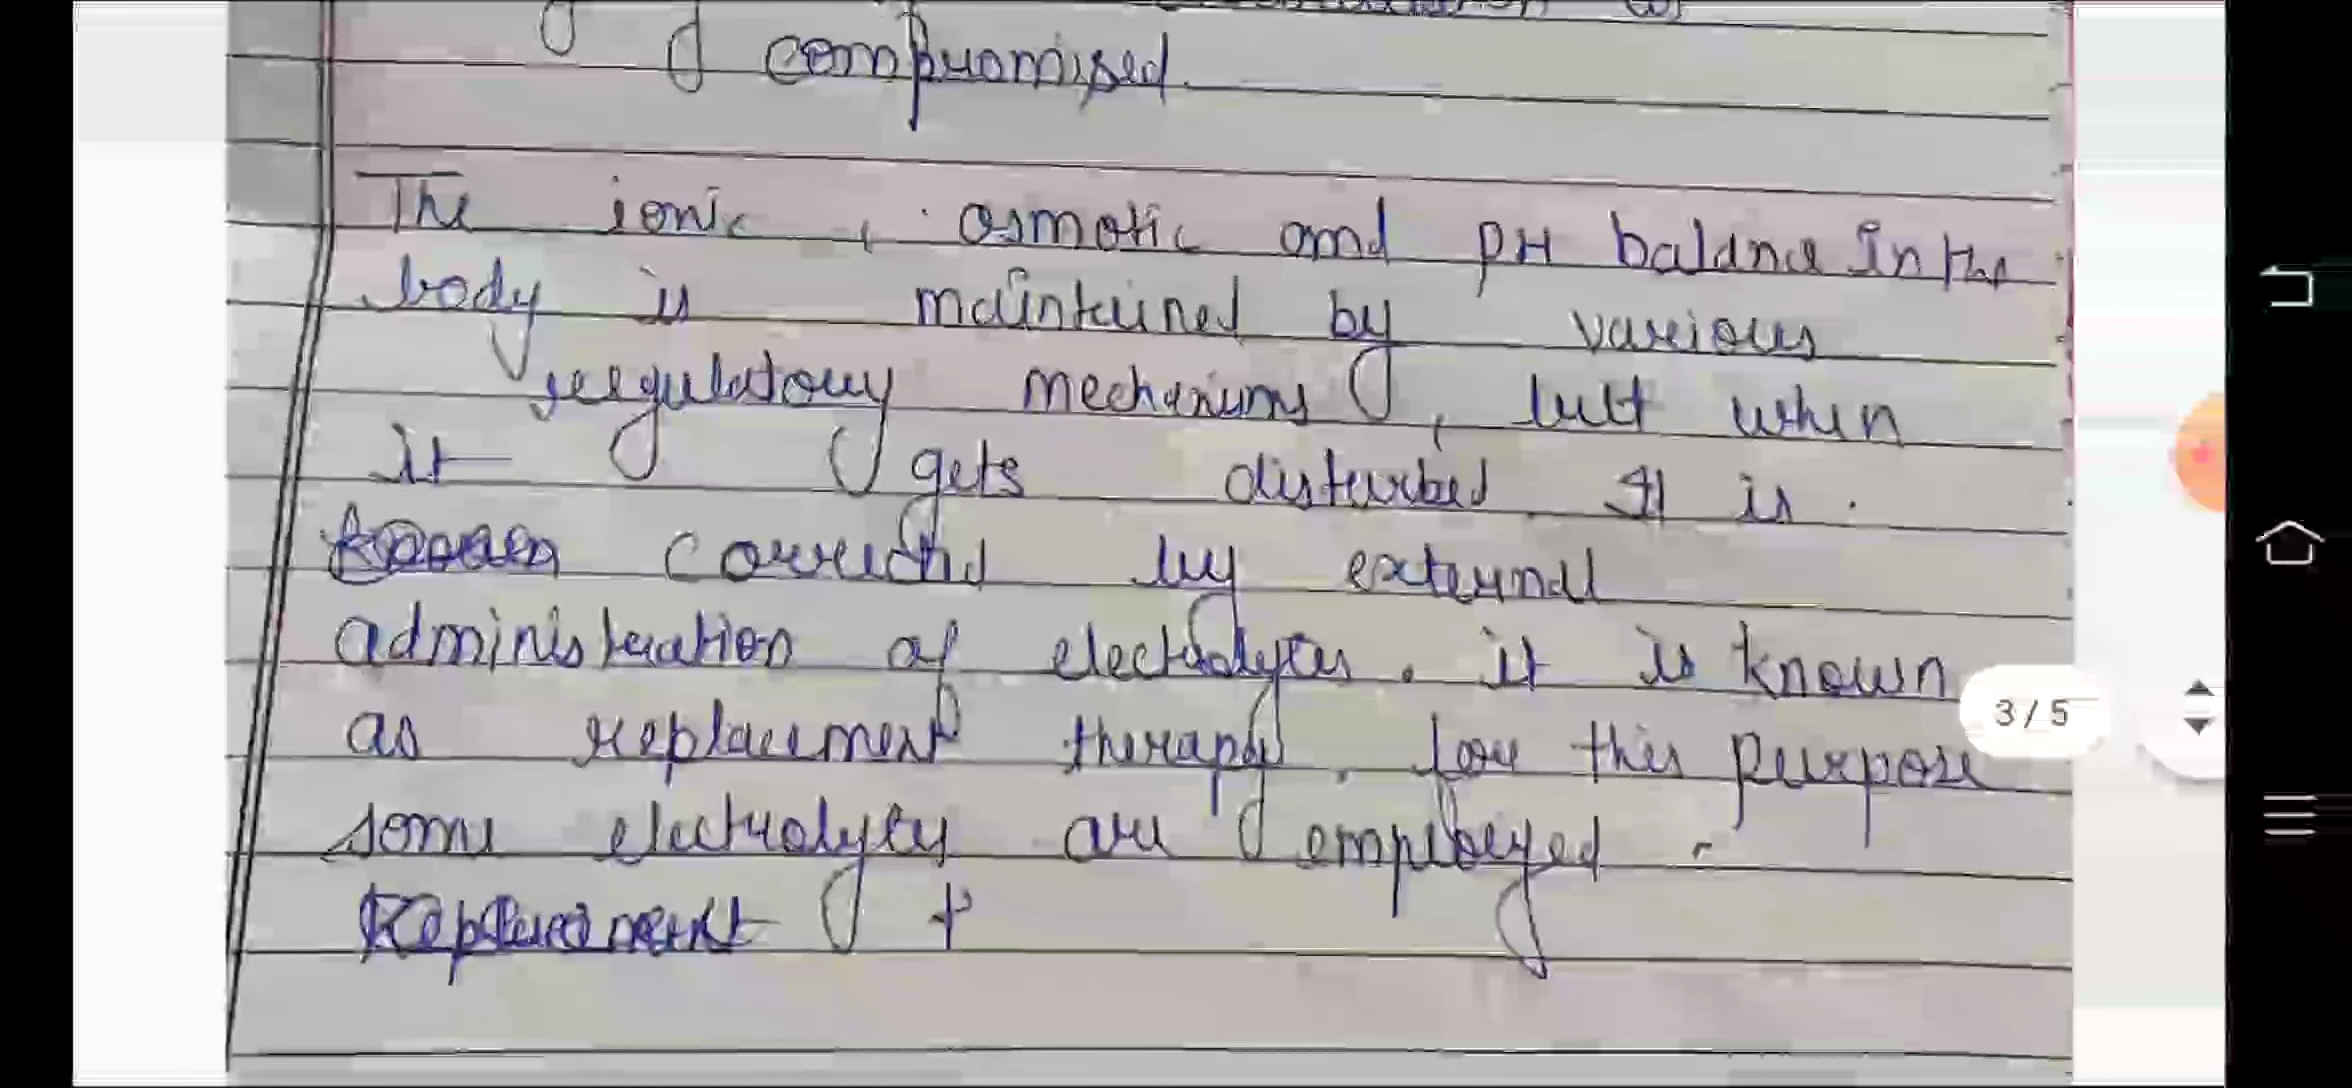 compromised.
The ionic, osmotic and pH balance in the
body is maintained by various
regulatory mechanisms, but when
it gets disturbed. It is
corrected by external
administration of electrolytes. it is known
as replacement therapy. for this purpose
some electrolytes are employed -
Replacement t
3/5